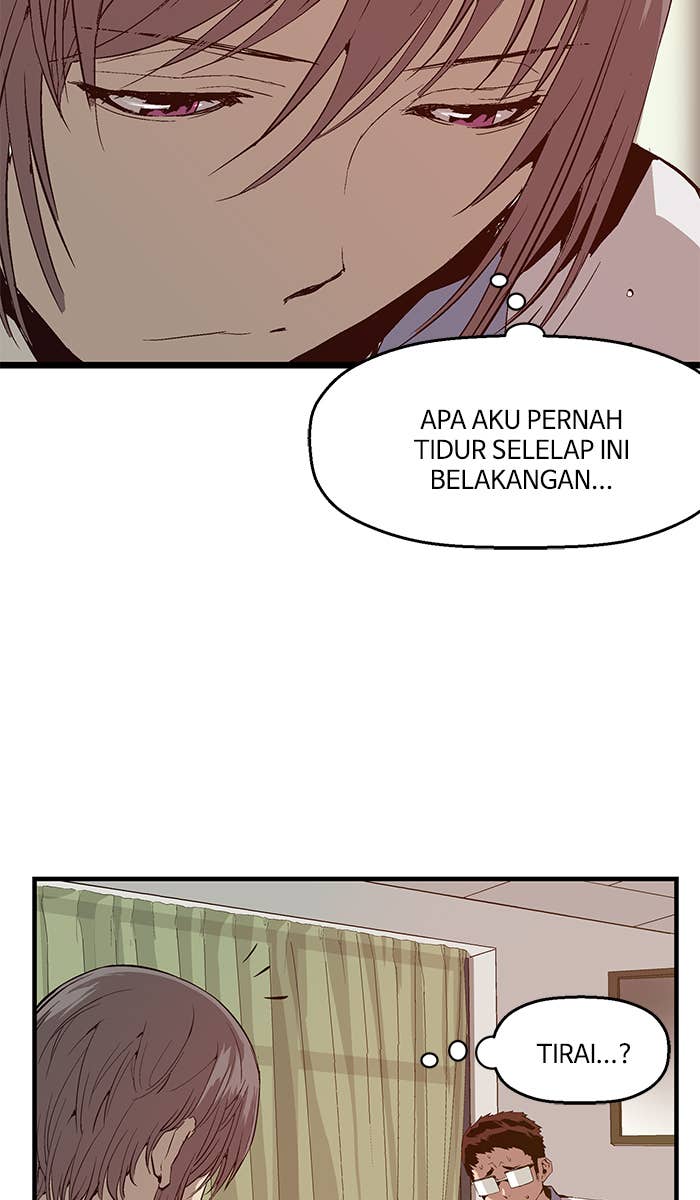 APA AKU PERNAH
TIDUR SELELAP INI
BELAKANGAN...
TIRAI...?